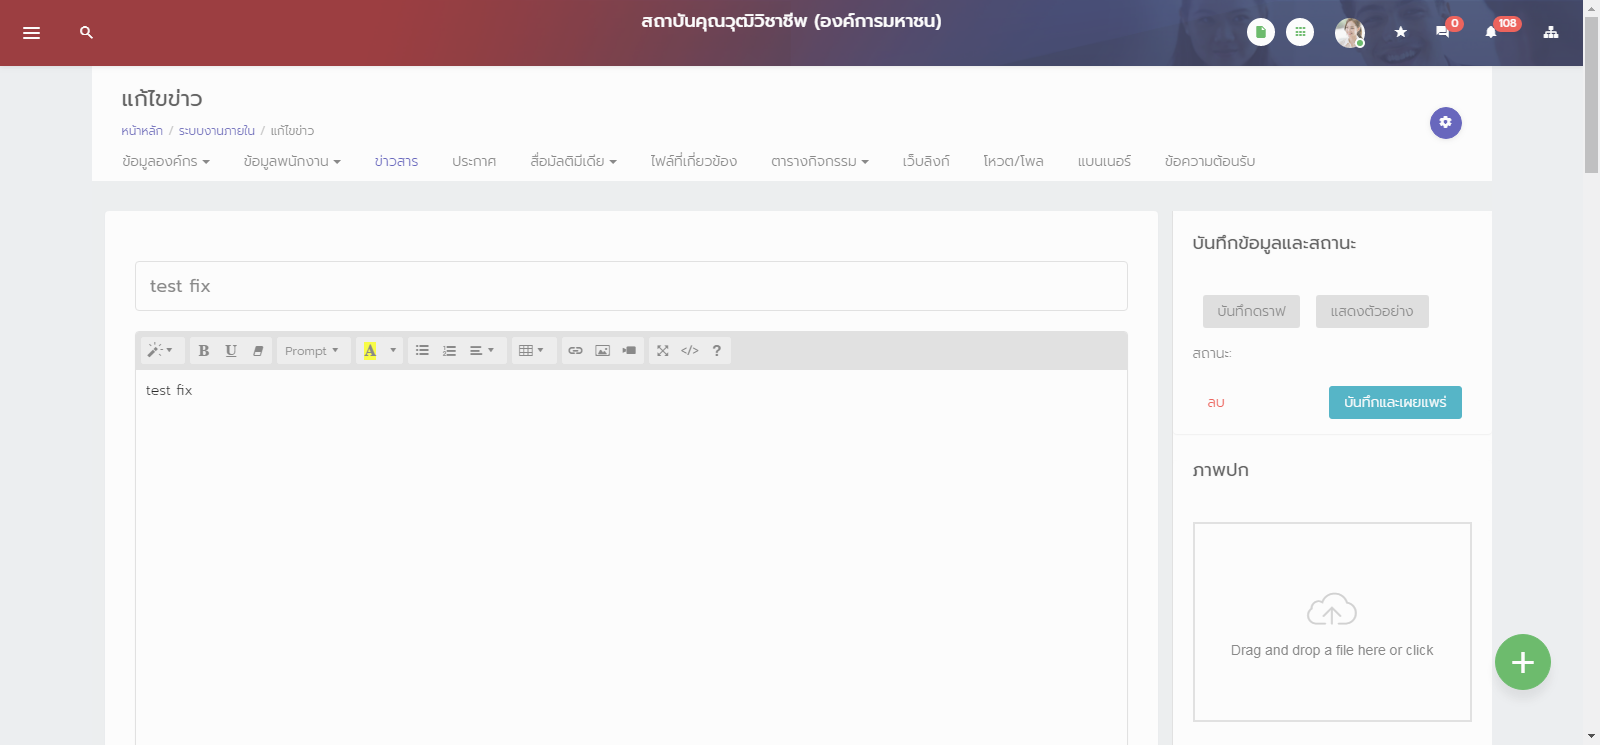 สถาบันคุณวุฒิวิชาชีพ (องค์การมหาชน)
0
108
แก้ไขข่าว
หน้าหลัก / ระบบงานภายใน / แก้ไขข่าว
ข้อมูลองค์กร ข้อมูลพนักงาน ข่าวสาร ประกาศ สื่อมัลติมีเดีย ไฟล์ที่เกี่ยวข้อง ตารางกิจกรรม เว็บลิงก์ โหวต/โพล แบนเนอร์ ข้อความต้อนรับ
test fix
B U Prompt A </> ?
test fix
บันทึกข้อมูลและสถานะ
บันทึกดราฟ แสดงตัวอย่าง
สถานะ:
ลบ บันทึกและเผยแพร่
ภาพปก
Drag and drop a file here or click